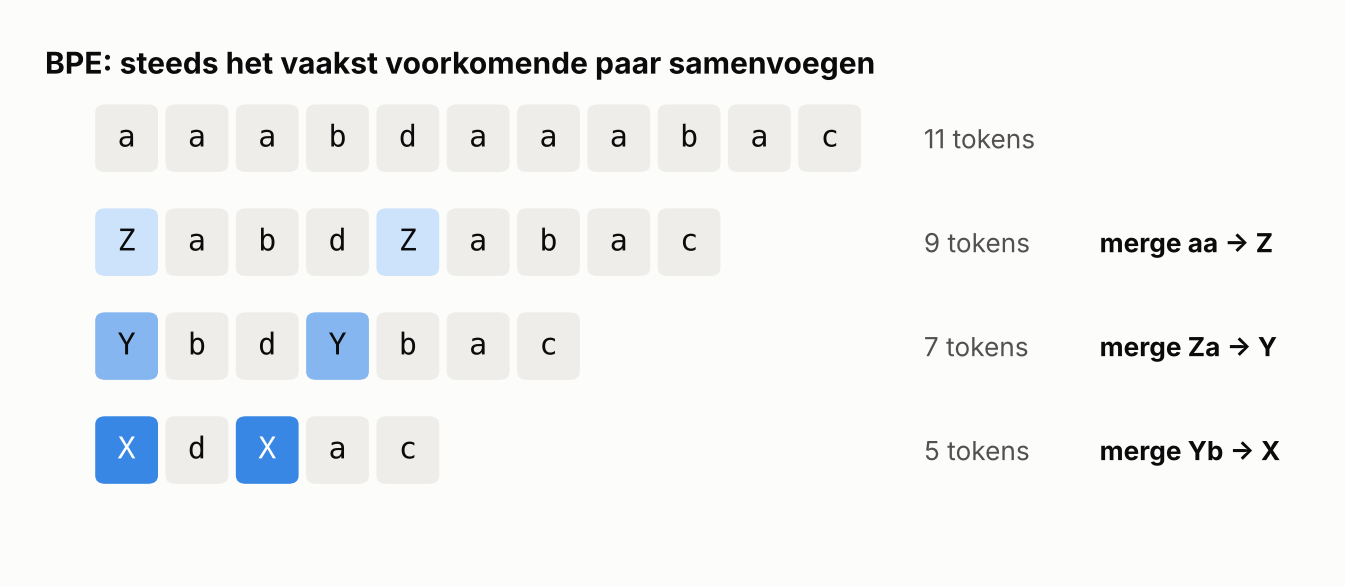 BPE: steeds het vaakst voorkomende paar samenvoegen
a a a b d a a a b a c 11 tokens
Z a b d Z a b a c 9 tokens merge aa → Z
Y b d Y b a c 7 tokens merge Za → Y
X d X a c 5 tokens merge Yb → X